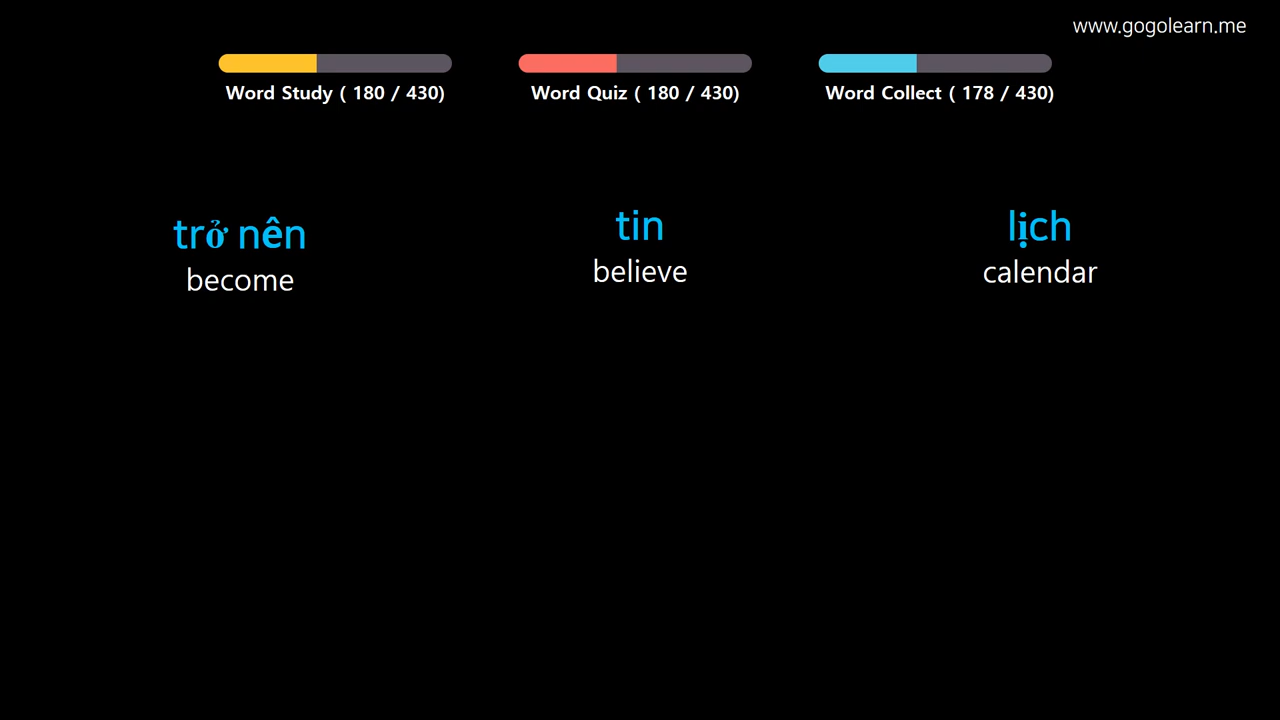 www.gogolearn.me
Word Study ( 180 / 430)
Word Quiz ( 180 / 430)
Word Collect ( 178 / 430)
trở nên
become
tin
believe
lịch
calendar